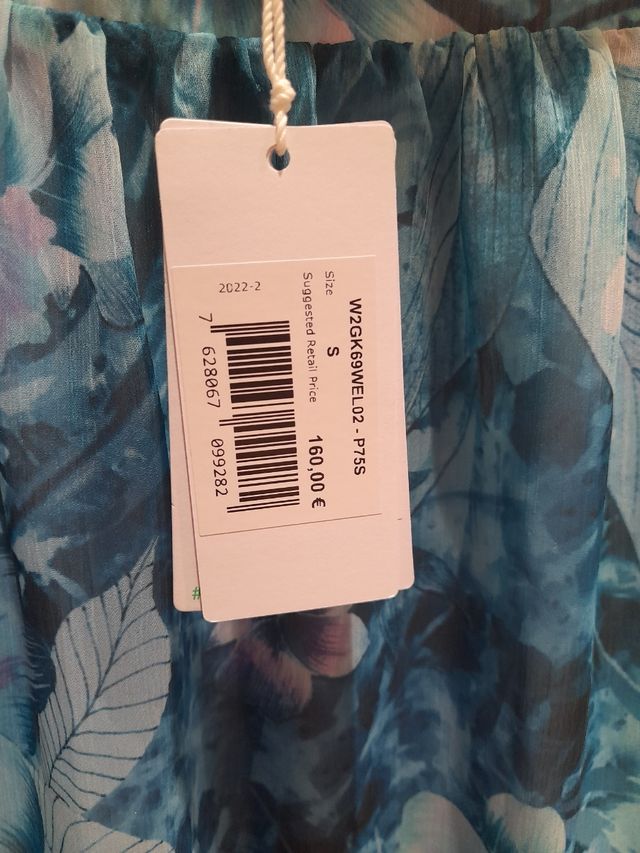 W2GK69WEL02 - P75S
Size
S
Suggested Retail Price
160,00 €
2022-2
7 628067 099282
#